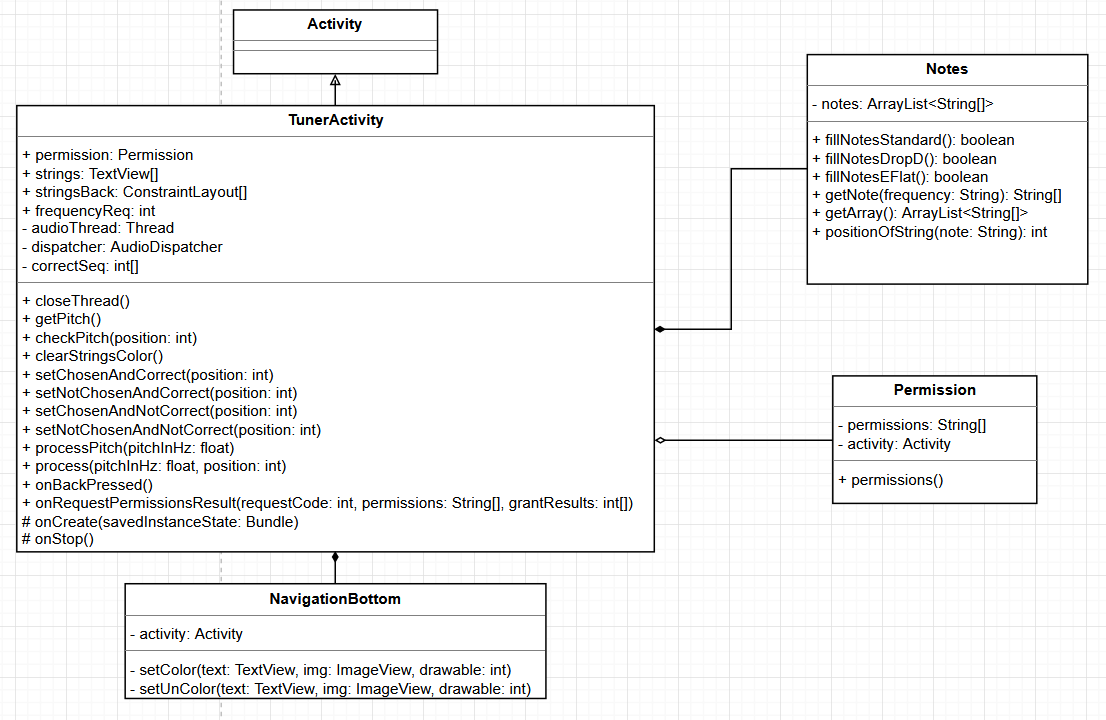 Activity
TunerActivity
+ permission: Permission
+ strings: TextView[]
+ stringsBack: ConstraintLayout[]
+ frequencyReq: int
- audioThread: Thread
- dispatcher: AudioDispatcher
- correctSeq: int[]
+ closeThread()
+ getPitch()
+ checkPitch(position: int)
+ clearStringsColor()
+ setChosenAndCorrect(position: int)
+ setNotChosenAndCorrect(position: int)
+ setChosenAndNotCorrect(position: int)
+ setNotChosenAndNotCorrect(position: int)
+ processPitch(pitchInHz: float)
+ process(pitchInHz: float, position: int)
+ onBackPressed()
+ onRequestPermissionsResult(requestCode: int, permissions: String[], grantResults: int[])
# onCreate(savedInstanceState: Bundle)
# onStop()
Notes
- notes: ArrayList<String[]>
+ fillNotesStandard(): boolean
+ fillNotesDropD(): boolean
+ fillNotesEFlat(): boolean
+ getNote(frequency: String): String[]
+ getArray(): ArrayList<String[]>
+ positionOfString(note: String): int
Permission
- permissions: String[]
- activity: Activity
+ permissions()
NavigationBottom
- activity: Activity
- setColor(text: TextView, img: ImageView, drawable: int)
- setUnColor(text: TextView, img: ImageView, drawable: int)